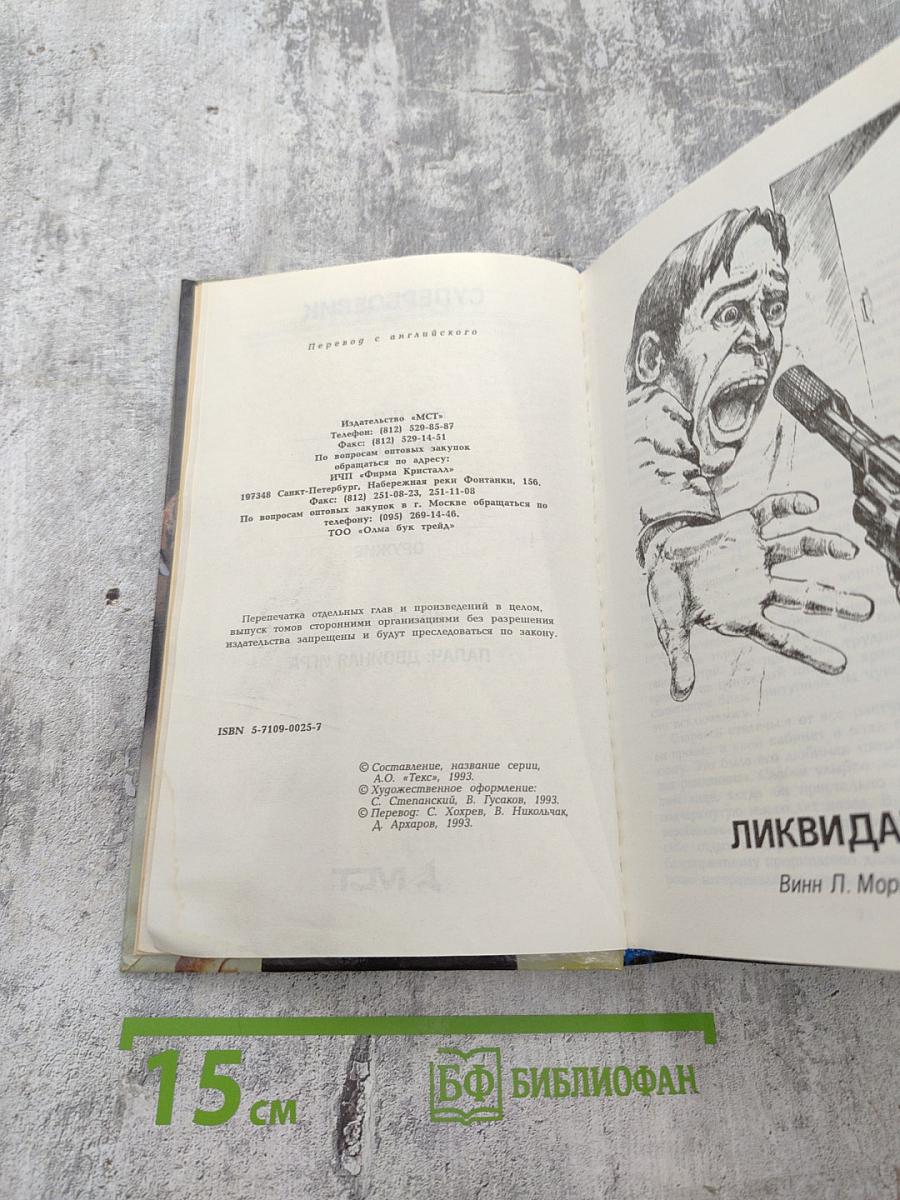 Перевод с английского
Издательство «МСТ»
Телефон: (812) 529-85-87
Факс: (812) 529-14-51
По вопросам оптовых закупок
обращаться по адресу:
ИЧП «Фирма Кристалл»
197348 Санкт-Петербург, Набережная реки Фонтанки, 156.
Факс: (812) 251-08-23, 251-11-08
По вопросам оптовых закупок в г. Москве обращаться по
телефону: (095) 269-14-46.
ТОО «Олма бук трейд»
Перепечатка отдельных глав и произведений в целом,
выпуск томов сторонними организациями без разрешения
издательства запрещены и будут преследоваться по закону.
ISBN 5-7109-0025-7
© Составление, название серии,
А.О. «Текс», 1993.
© Художественное оформление:
С. Степанский, В. Гусаков, 1993.
© Перевод: С. Хохрев, В. Никольчак,
Д. Архаров, 1993.
ЛИКВИДА
Винн Л. Мор
15 см
БФ БИБЛИОФАН